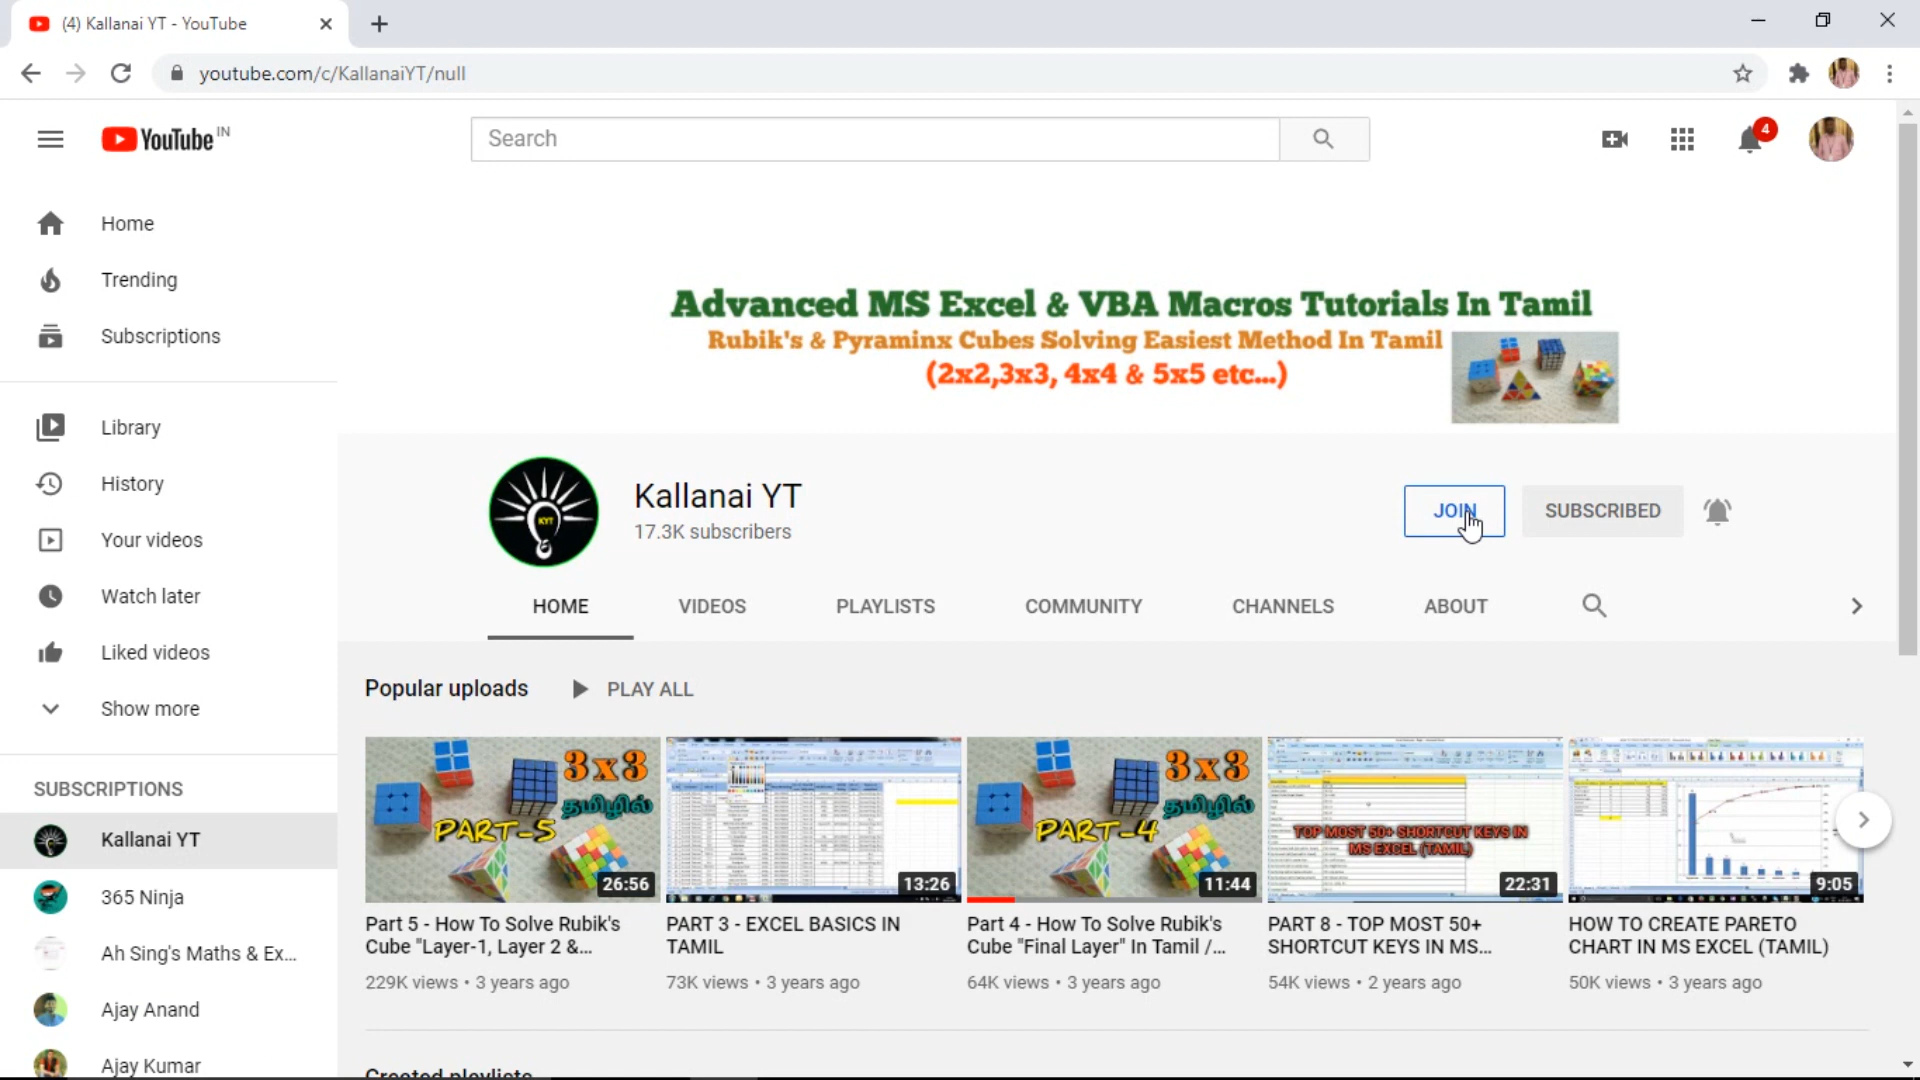 (4) Kallanai YT - YouTube
youtube.com/c/KallanaiYT/null
YouTube IN
Search
4
Home
Trending
Subscriptions
Library
History
Your videos
Watch later
Liked videos
Show more
SUBSCRIPTIONS
Kallanai YT
365 Ninja
Ah Sing's Maths & Ex...
Ajay Anand
Ajay Kumar
Advanced MS Excel & VBA Macros Tutorials In Tamil
Rubik's & Pyraminx Cubes Solving Easiest Method In Tamil
(2x2,3x3, 4x4 & 5x5 etc...)
KYT
Kallanai YT
17.3K subscribers
JOIN
SUBSCRIBED
HOME VIDEOS PLAYLISTS COMMUNITY CHANNELS ABOUT
Popular uploads PLAY ALL
3x3
தமிழில்
PART-5
26:56
Part 5 - How To Solve Rubik's
Cube "Layer-1, Layer 2 &...
229K views • 3 years ago
13:26
PART 3 - EXCEL BASICS IN
TAMIL
73K views • 3 years ago
3x3
தமிழில்
PART-4
11:44
Part 4 - How To Solve Rubik's
Cube "Final Layer" In Tamil /...
64K views • 3 years ago
TOP MOST 50+ SHORTCUT KEYS IN
MS EXCEL (TAMIL)
22:31
PART 8 - TOP MOST 50+
SHORTCUT KEYS IN MS...
54K views • 2 years ago
9:05
HOW TO CREATE PARETO
CHART IN MS EXCEL (TAMIL)
50K views • 3 years ago
Created playlists